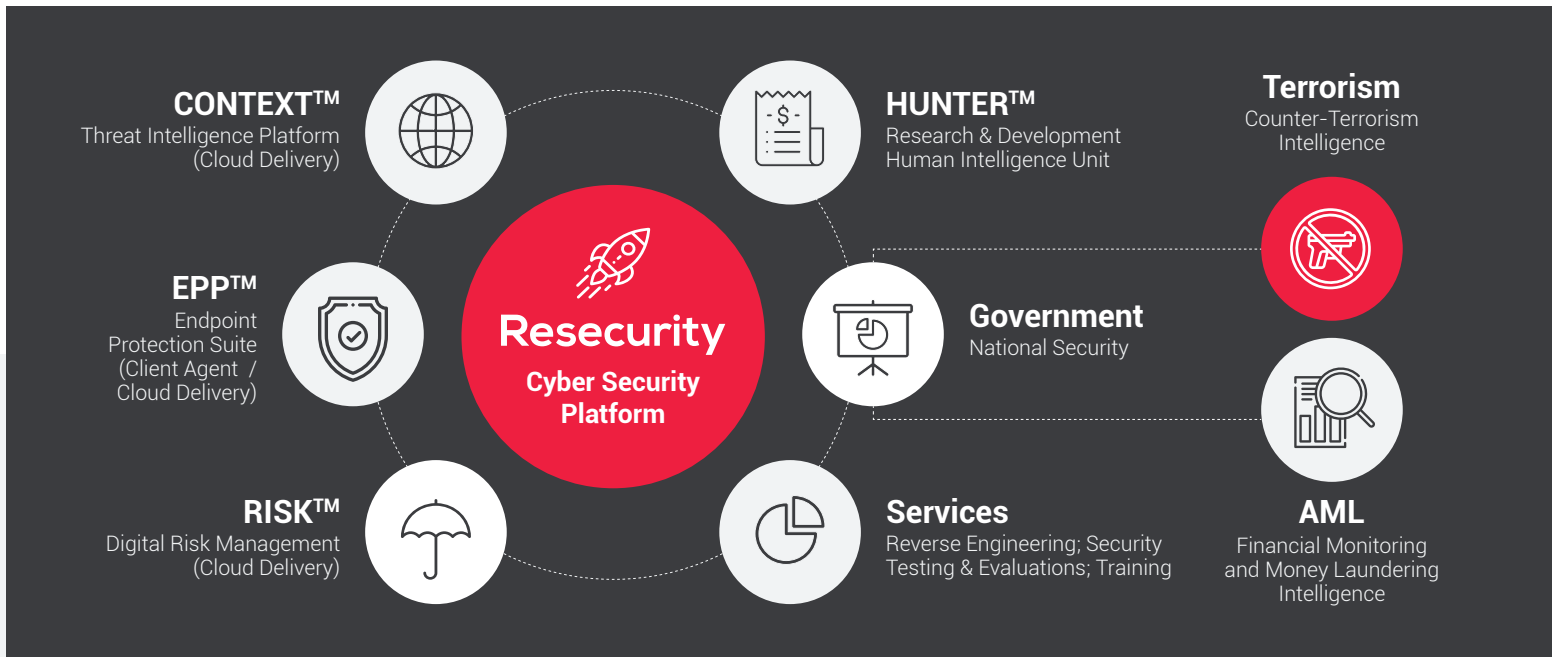 CONTEXT™
Threat Intelligence Platform
(Cloud Delivery)
HUNTER™
Research & Development
Human Intelligence Unit
Terrorism
Counter-Terrorism
Intelligence
- $ -
EPP™
Endpoint
Protection Suite
(Client Agent /
Cloud Delivery)
Resecurity
Cyber Security
Platform
Government
National Security
RISK™
Digital Risk Management
(Cloud Delivery)
Services
Reverse Engineering; Security
Testing & Evaluations; Training
AML
Financial Monitoring
and Money Laundering
Intelligence